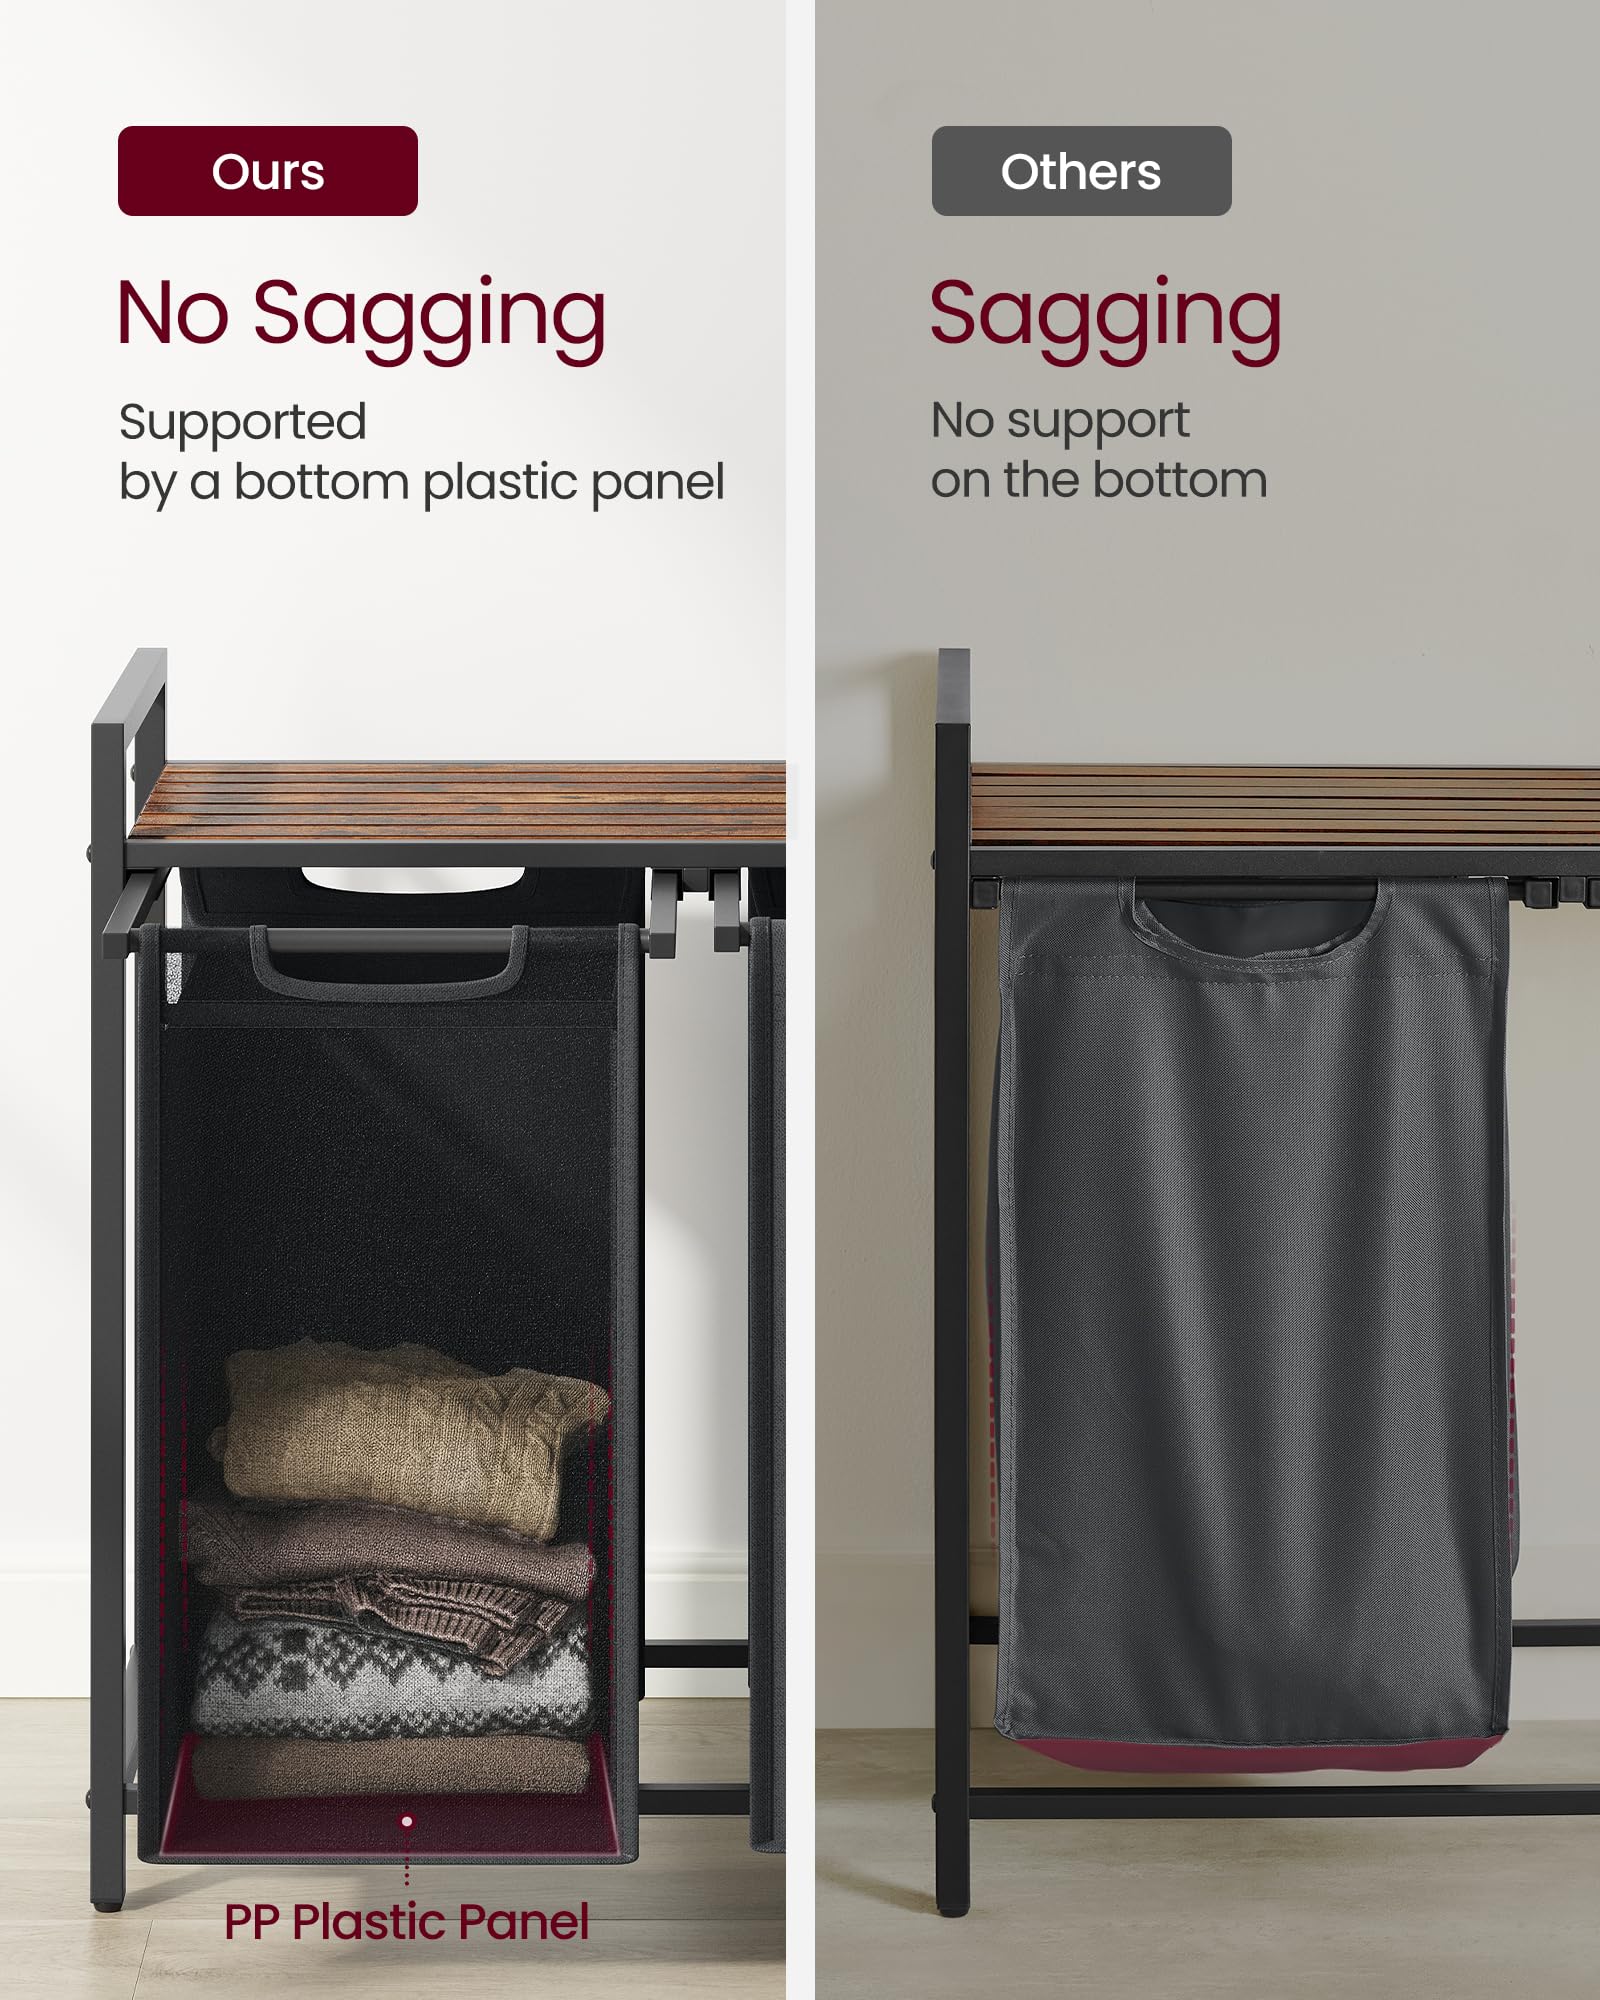 Ours
No Sagging
Supported
by a bottom plastic panel
PP Plastic Panel
Others
Sagging
No support
on the bottom